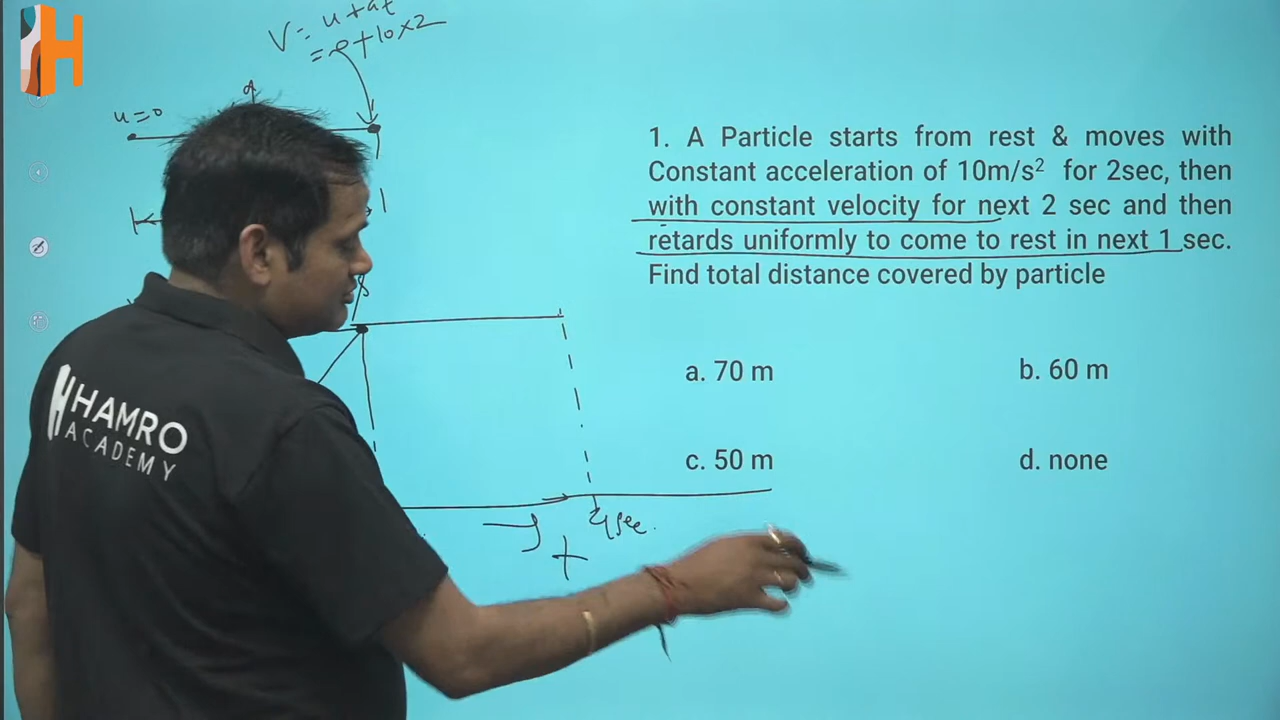 H
V = u + at
= 0 + 10 × 2
u = 0
1. A Particle starts from rest & moves with
Constant acceleration of 10m/s² for 2sec, then
with constant velocity for next 2 sec and then
retards uniformly to come to rest in next 1 sec.
Find total distance covered by particle
a. 70 m
b. 60 m
c. 50 m
d. none
HAMRO
ACADEMY
4sec.
t